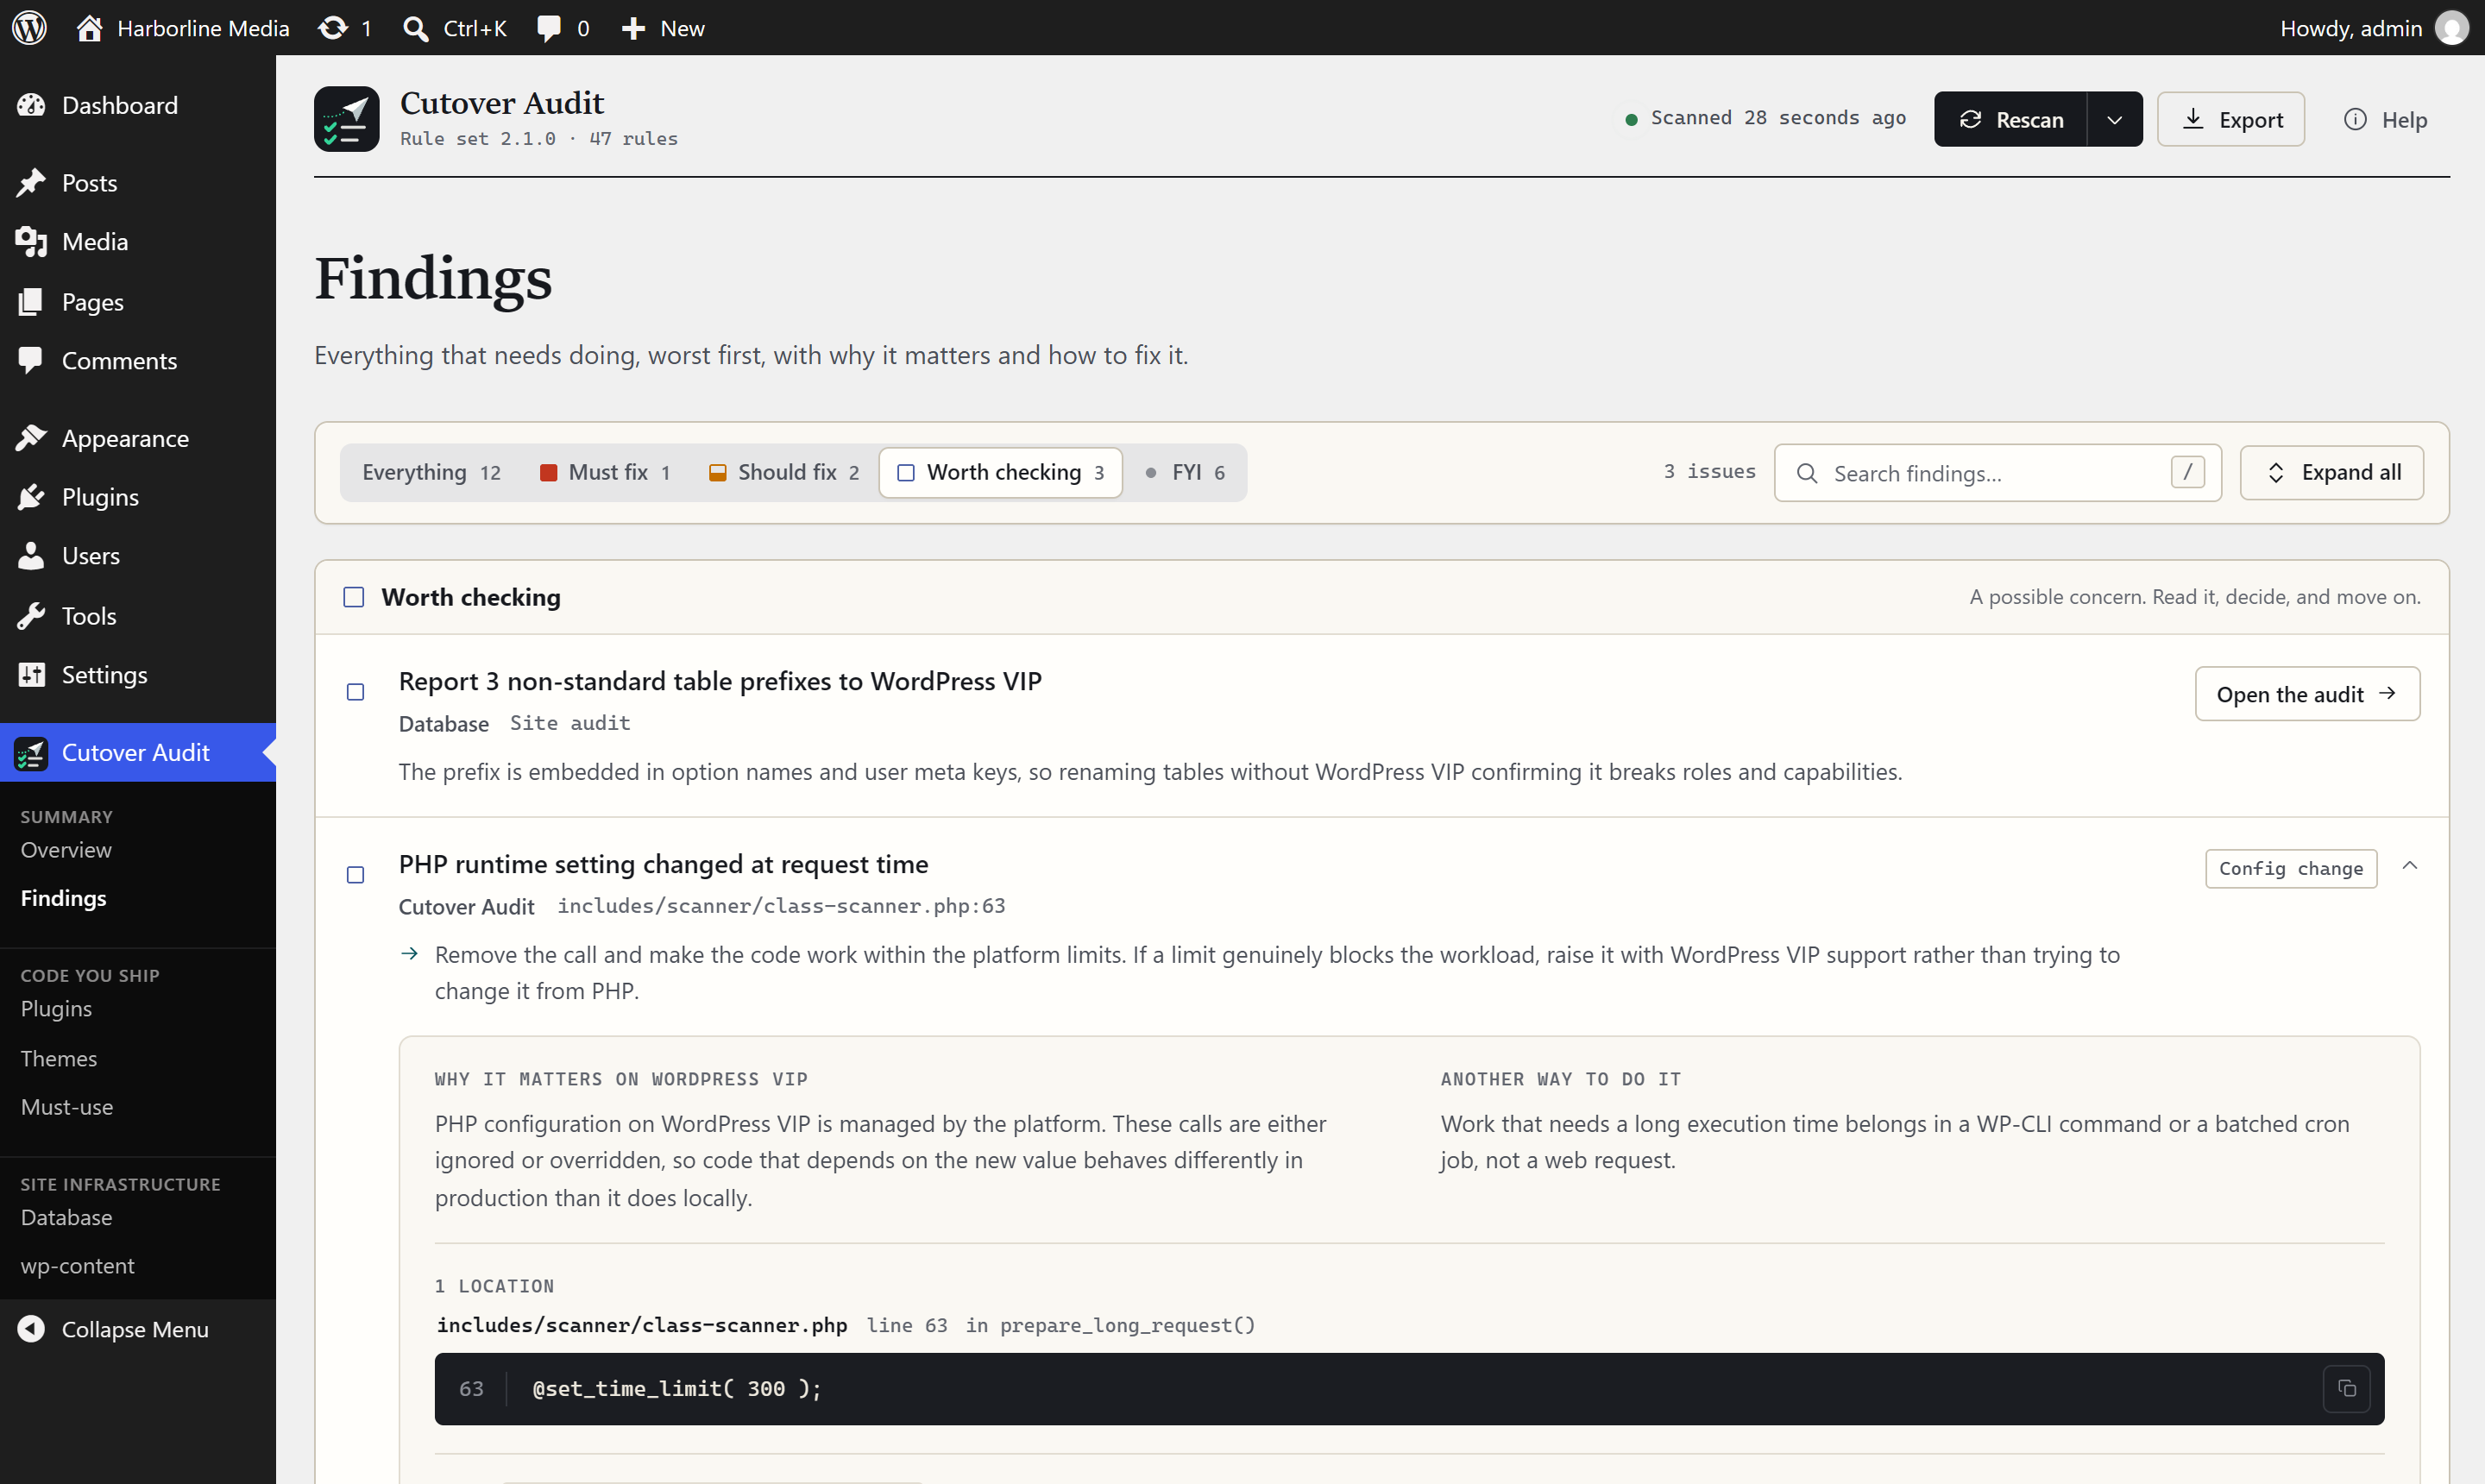 Harborline Media 1 Ctrl+K 0 New Howdy, admin
Dashboard
Posts
Media
Pages
Comments
Appearance
Plugins
Users
Tools
Settings
Cutover Audit
SUMMARY
Overview
Findings
CODE YOU SHIP
Plugins
Themes
Must-use
SITE INFRASTRUCTURE
Database
wp-content
Collapse Menu
Cutover Audit
Rule set 2.1.0 · 47 rules
Scanned 28 seconds ago Rescan Export Help
Findings
Everything that needs doing, worst first, with why it matters and how to fix it.
Everything 12 Must fix 1 Should fix 2 Worth checking 3 FYI 6 3 issues Search findings... / Expand all
Worth checking A possible concern. Read it, decide, and move on.
Report 3 non-standard table prefixes to WordPress VIP Open the audit →
Database Site audit
The prefix is embedded in option names and user meta keys, so renaming tables without WordPress VIP confirming it breaks roles and capabilities.
PHP runtime setting changed at request time Config change
Cutover Audit includes/scanner/class-scanner.php:63
→ Remove the call and make the code work within the platform limits. If a limit genuinely blocks the workload, raise it with WordPress VIP support rather than trying to
change it from PHP.
WHY IT MATTERS ON WORDPRESS VIP
PHP configuration on WordPress VIP is managed by the platform. These calls are either
ignored or overridden, so code that depends on the new value behaves differently in
production than it does locally.
ANOTHER WAY TO DO IT
Work that needs a long execution time belongs in a WP-CLI command or a batched cron
job, not a web request.
1 LOCATION
includes/scanner/class-scanner.php line 63 in prepare_long_request()
63 @set_time_limit( 300 );